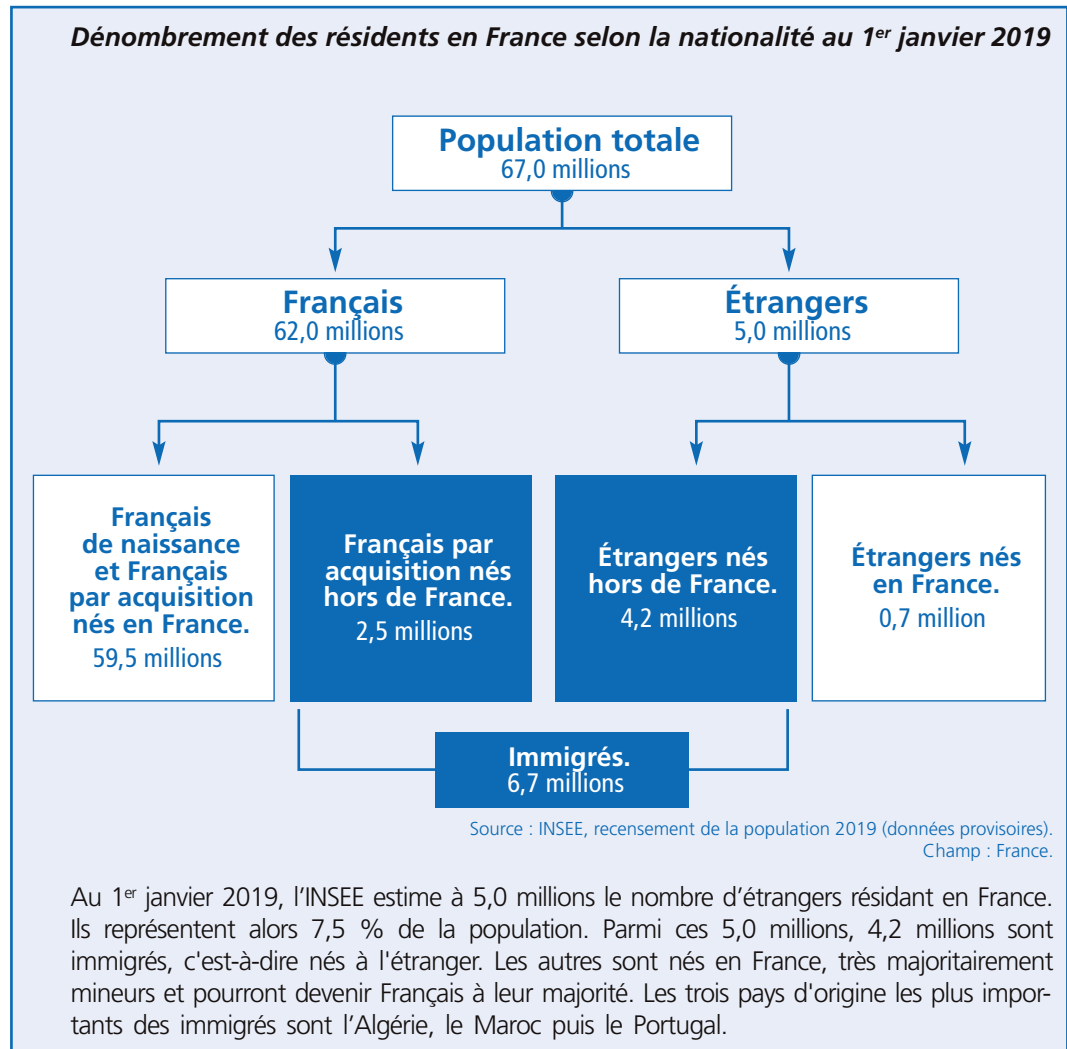 Dénombrement des résidents en France selon la nationalité au 1er janvier 2019
Population totale
67,0 millions
Français
62,0 millions
Étrangers
5,0 millions
Français
de naissance
et Français
par acquisition
nés en France.
59,5 millions
Français par
acquisition nés
hors de France.
2,5 millions
Étrangers nés
hors de France.
4,2 millions
Étrangers nés
en France.
0,7 million
Immigrés.
6,7 millions
Source : INSEE, recensement de la population 2019 (données provisoires).
Champ : France.
Au 1er janvier 2019, l'INSEE estime à 5,0 millions le nombre d'étrangers résidant en France.
Ils représentent alors 7,5 % de la population. Parmi ces 5,0 millions, 4,2 millions sont
immigrés, c'est-à-dire nés à l'étranger. Les autres sont nés en France, très majoritairement
mineurs et pourront devenir Français à leur majorité. Les trois pays d'origine les plus impor-
tants des immigrés sont l'Algérie, le Maroc puis le Portugal.